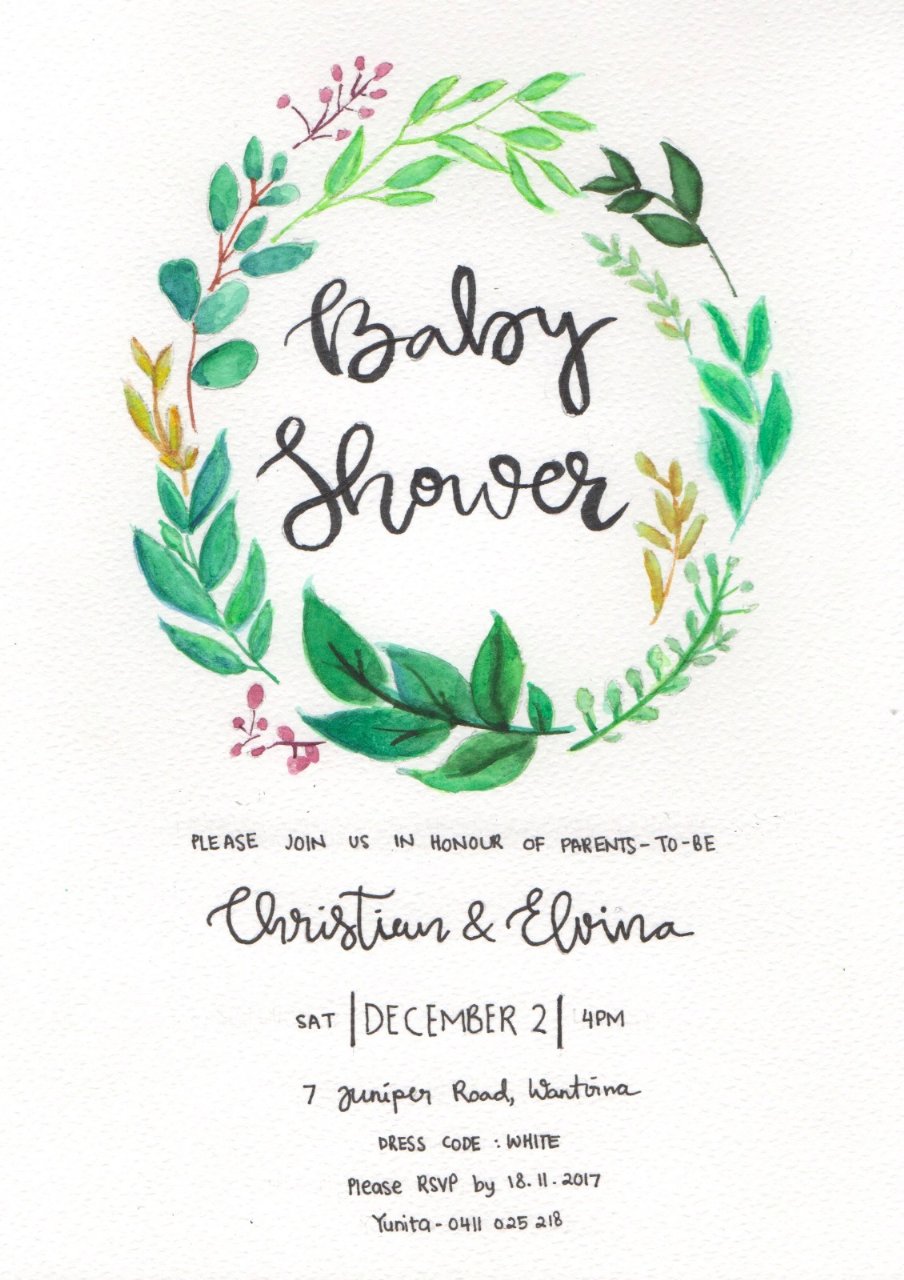 Baby
Shower
PLEASE JOIN US IN HONOUR OF PARENTS-TO-BE
Christian & Elvina
SAT | DECEMBER 2 | 4PM
7 Juniper Road, Wantirna
DRESS CODE : WHITE
Please RSVP by 18.11.2017
Yunita - 0411 025 218